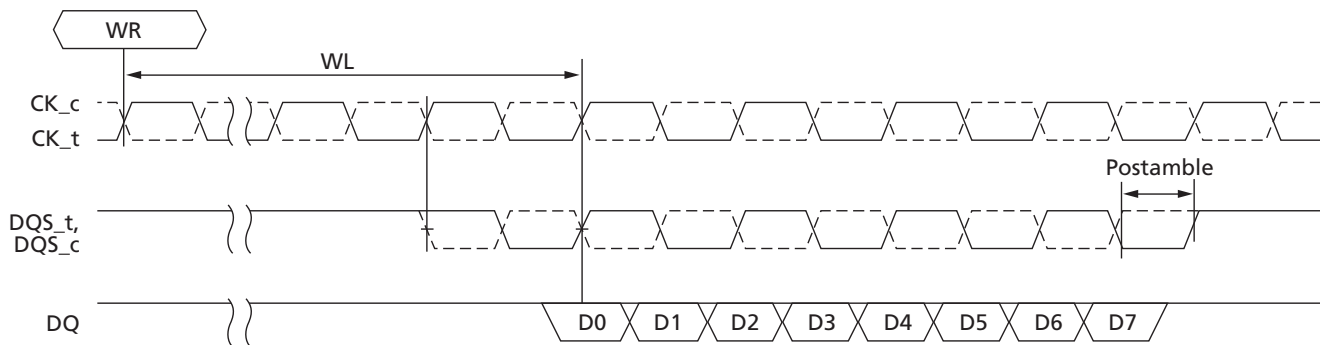 WR
WL
CK_c
CK_t
Postamble
DQS_t,
DQS_c
DQ
D0
D1
D2
D3
D4
D5
D6
D7